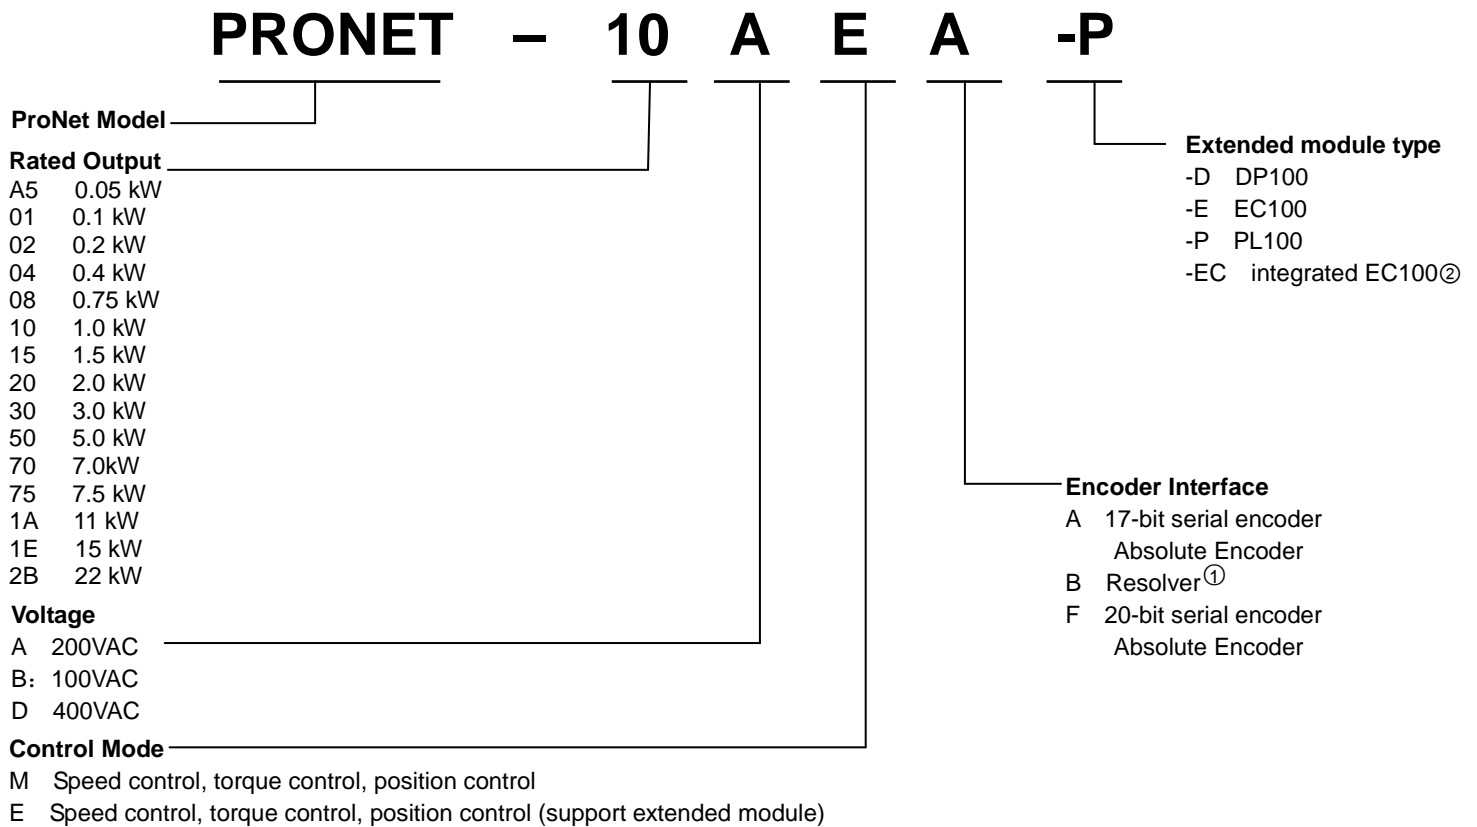 PRONET – 10 A E A -P
ProNet Model
Rated Output
A5 0.05 kW
01 0.1 kW
02 0.2 kW
04 0.4 kW
08 0.75 kW
10 1.0 kW
15 1.5 kW
20 2.0 kW
30 3.0 kW
50 5.0 kW
70 7.0kW
75 7.5 kW
1A 11 kW
1E 15 kW
2B 22 kW
Voltage
A 200VAC
B：100VAC
D 400VAC
Control Mode
M Speed control, torque control, position control
E Speed control, torque control, position control (support extended module)
Extended module type
-D DP100
-E EC100
-P PL100
-EC integrated EC100②
Encoder Interface
A 17-bit serial encoder
Absolute Encoder
B Resolver①
F 20-bit serial encoder
Absolute Encoder